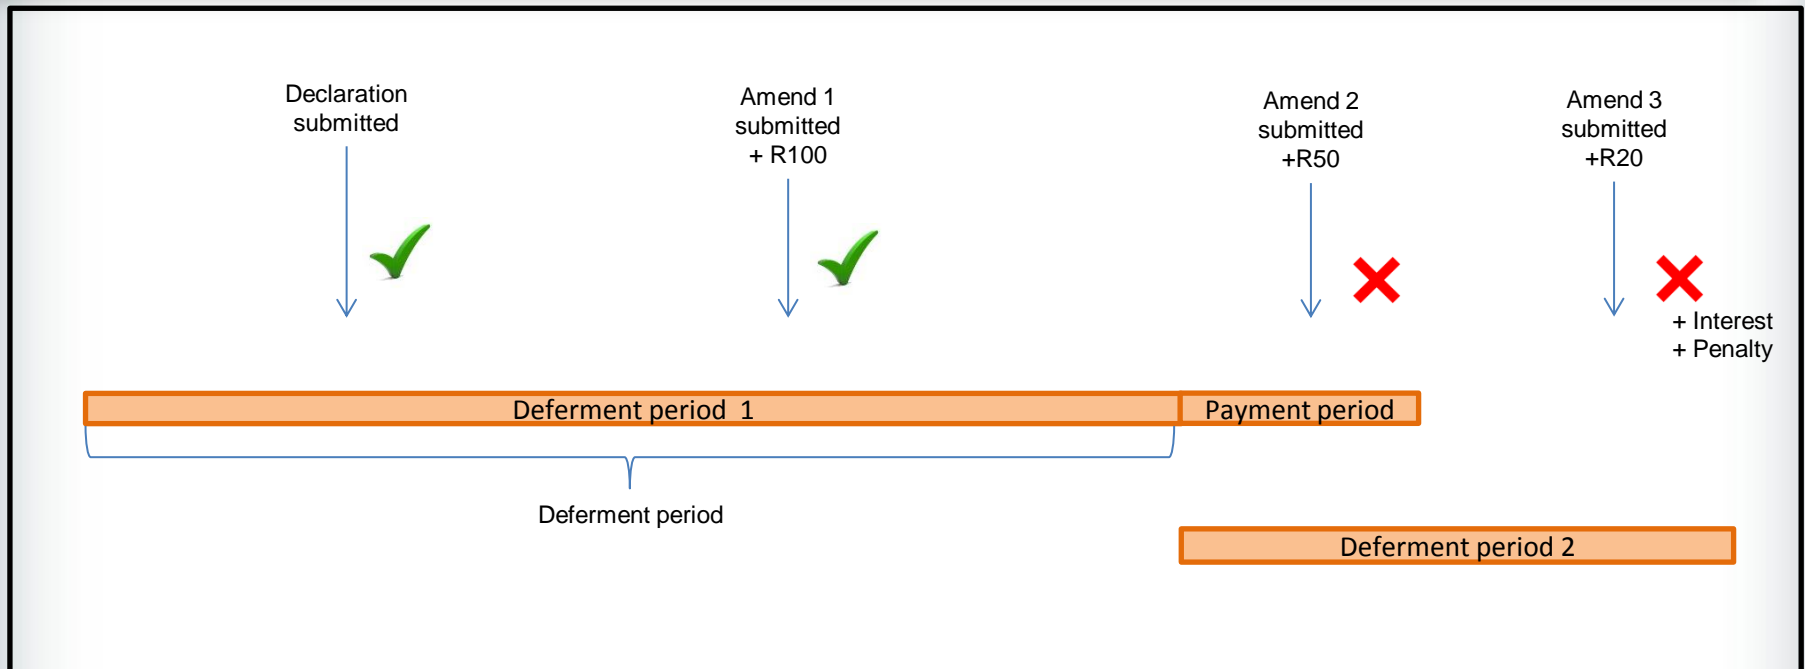 Declaration
submitted
Amend 1
submitted
+ R100
Amend 2
submitted
+R50
Amend 3
submitted
+R20
+ Interest
+ Penalty
Deferment period  1
Payment period
Deferment period
Deferment period 2